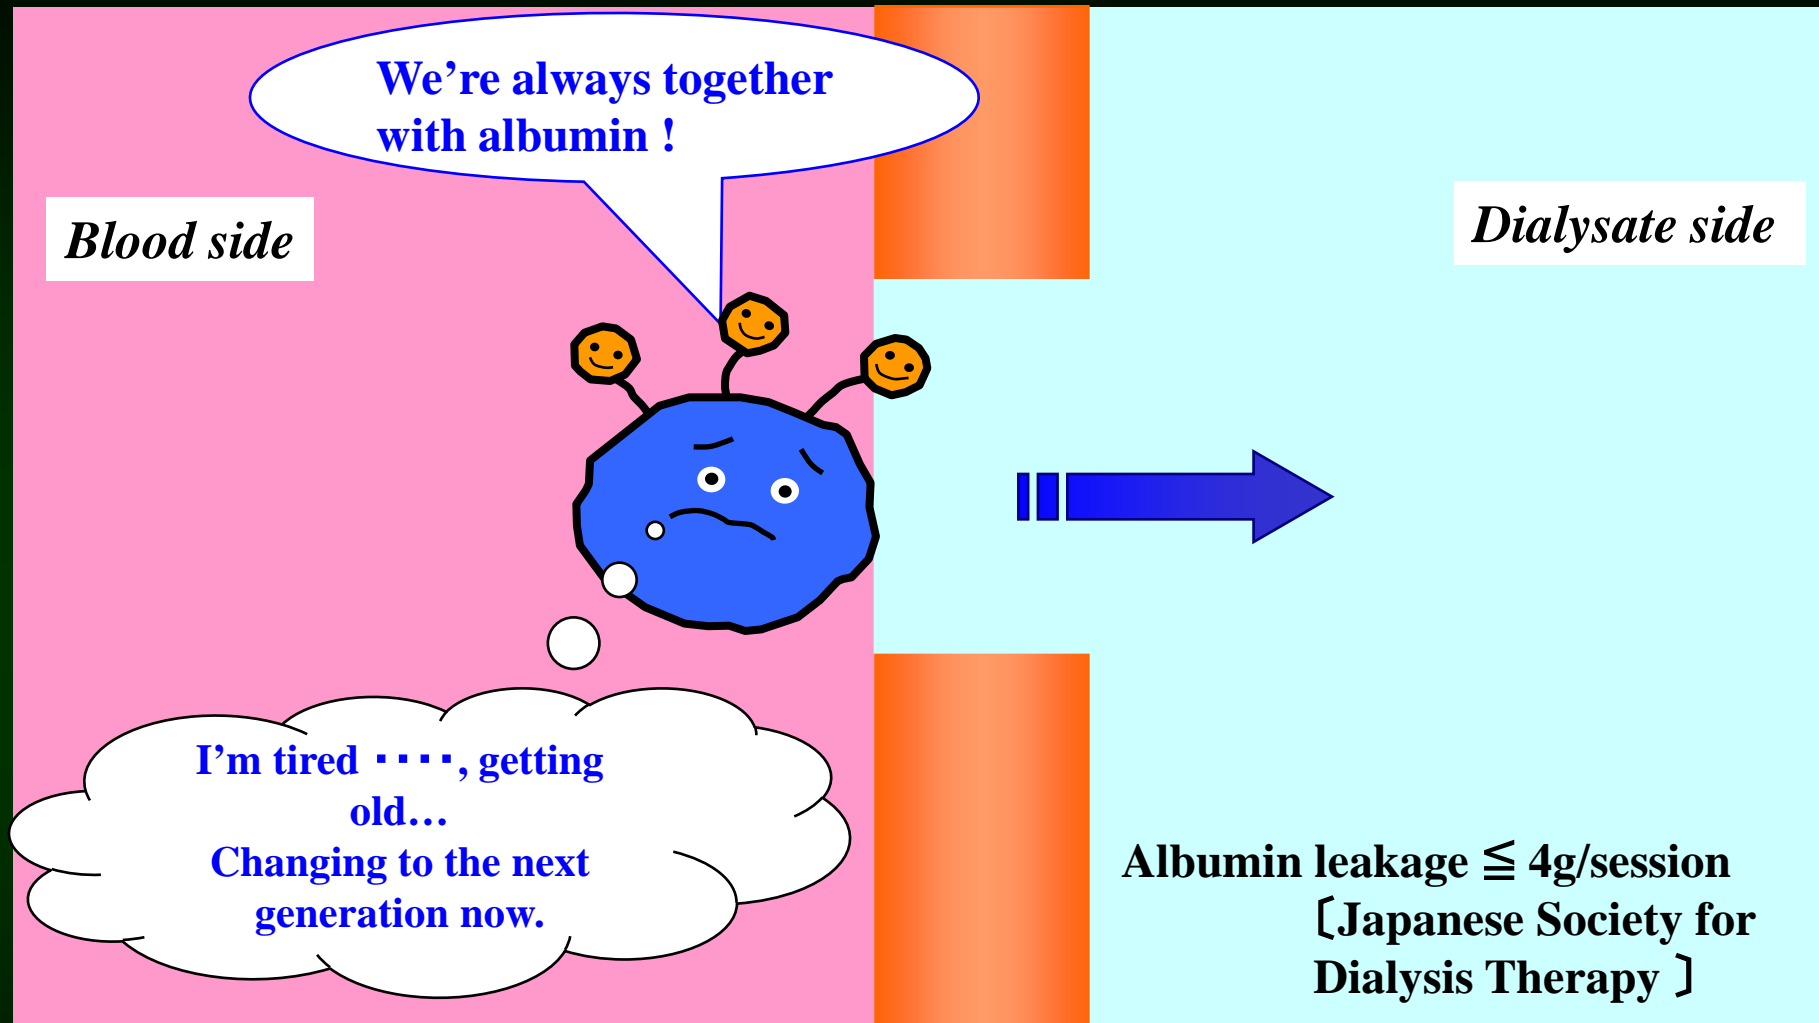 We’re always together
with albumin !
Blood side
Dialysate side
I’m tired ････, getting
old…
Changing to the next
generation now.
Albumin leakage ≦ 4g/session
〔Japanese Society for
Dialysis Therapy 〕